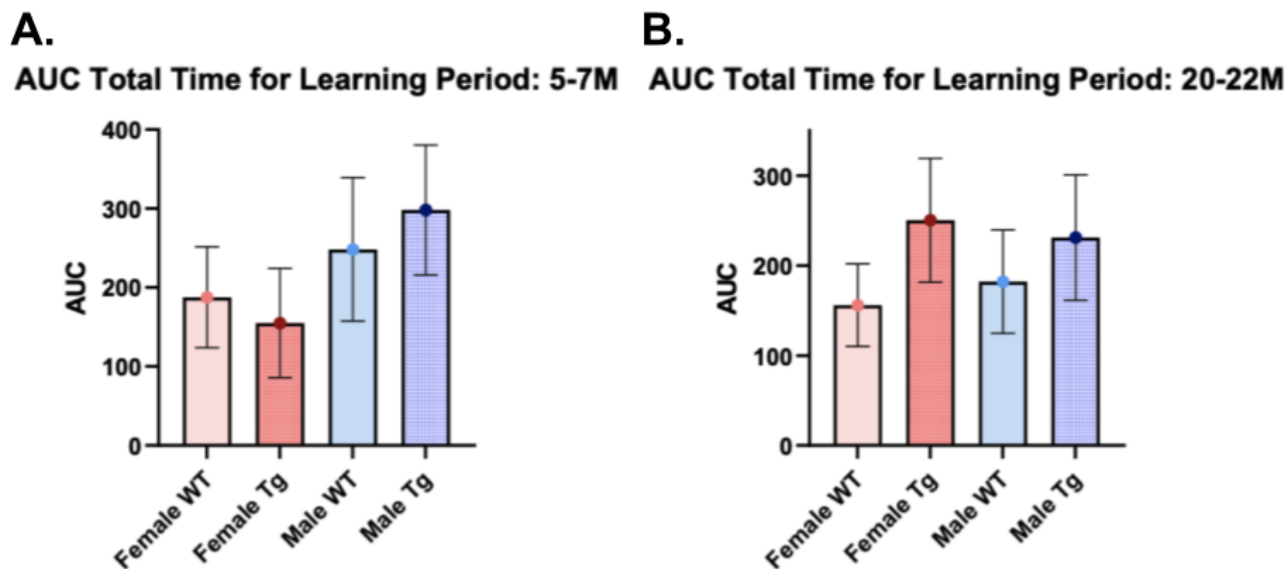 A.
AUC Total Time for Learning Period: 5-7M
400
300
200
100
0
AUC
Female WT
Female Tg
Male WT
Male Tg
B.
AUC Total Time for Learning Period: 20-22M
300
200
100
0
AUC
Female WT
Female Tg
Male WT
Male Tg